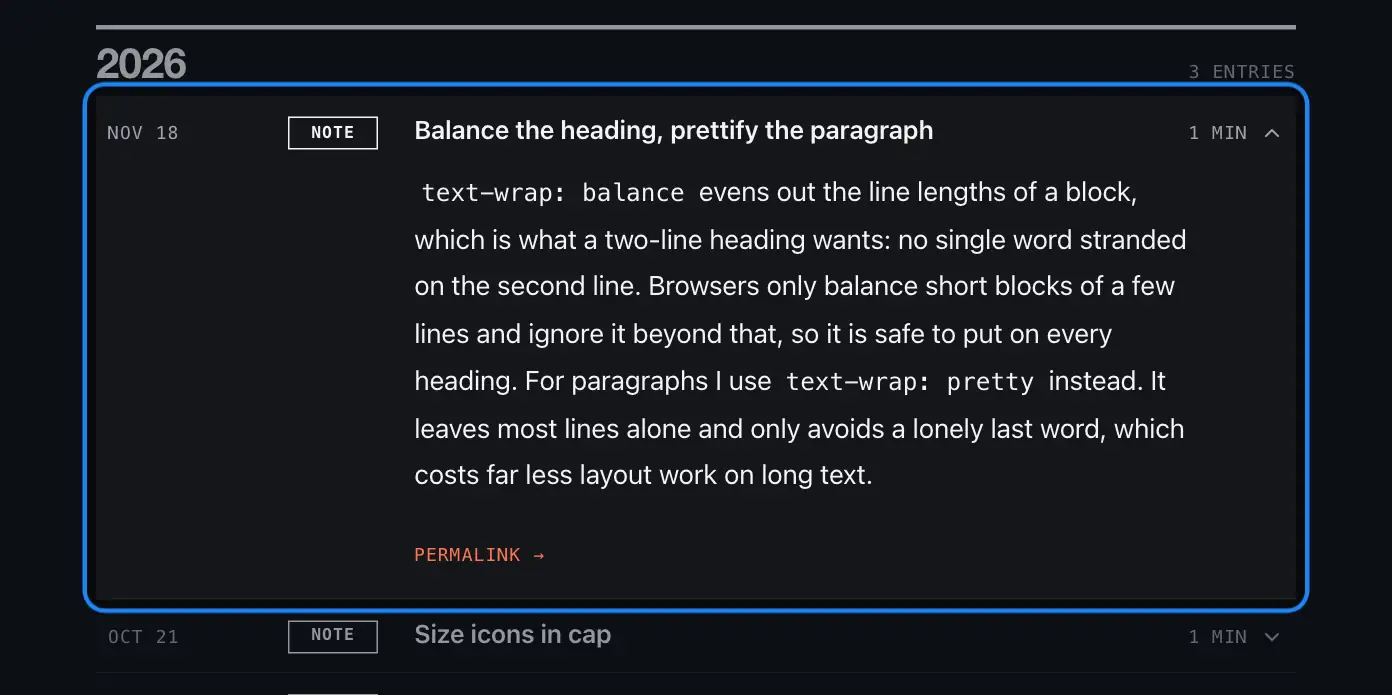 2026
3 ENTRIES
NOV 18
NOTE
Balance the heading, prettify the paragraph
1 MIN
text-wrap: balance evens out the line lengths of a block,
which is what a two-line heading wants: no single word stranded
on the second line. Browsers only balance short blocks of a few
lines and ignore it beyond that, so it is safe to put on every
heading. For paragraphs I use text-wrap: pretty instead. It
leaves most lines alone and only avoids a lonely last word, which
costs far less layout work on long text.
PERMALINK →
OCT 21
NOTE
Size icons in cap
1 MIN